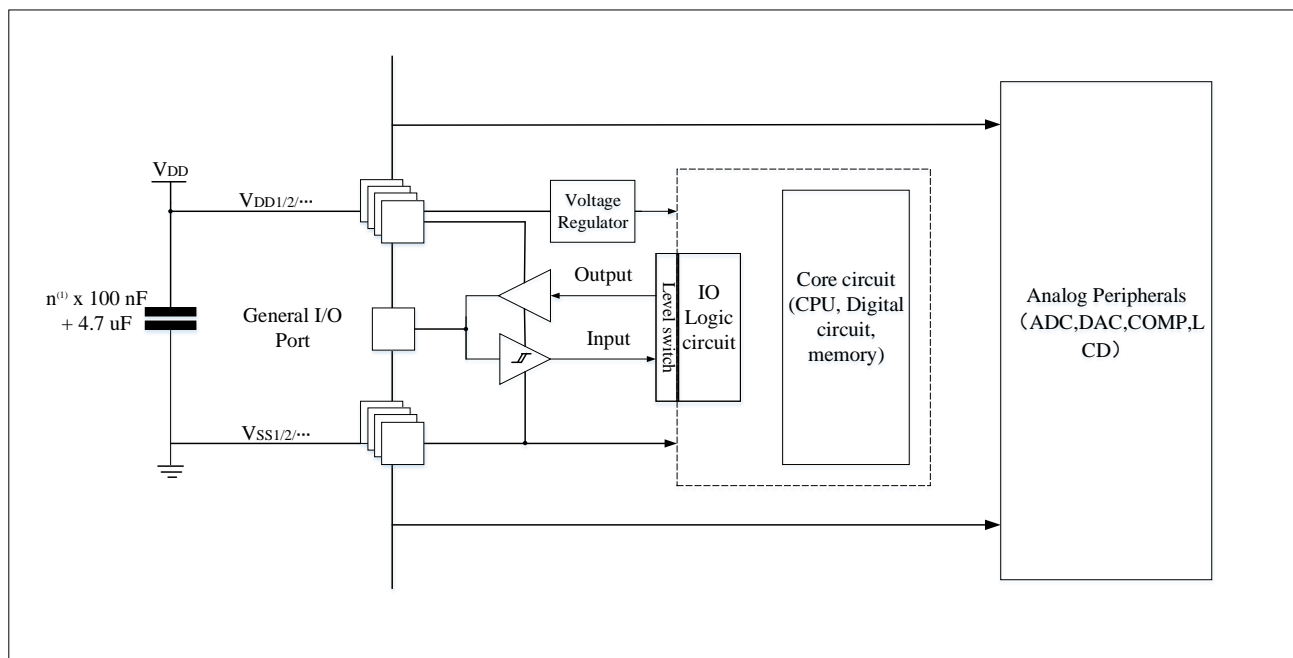 VDD
VDD1/2/···
Voltage
Regulator
n⁽¹⁾ x 100 nF
+ 4.7 uF
General I/O
Port
Output
Input
Level switch
IO
Logic
circuit
Core circuit
(CPU, Digital
circuit,
memory)
Analog Peripherals
（ADC,DAC,COMP,L
CD）
VSS1/2/···